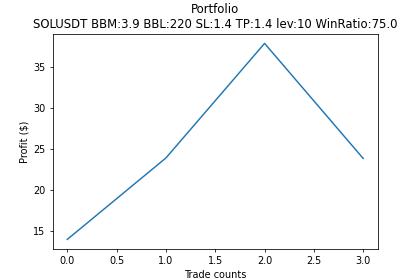 Portfolio
SOLUSDT BBM:3.9 BBL:220 SL:1.4 TP:1.4 lev:10 WinRatio:75.0
Profit ($)
35
30
25
20
15
0.0 0.5 1.0 1.5 2.0 2.5 3.0
Trade counts